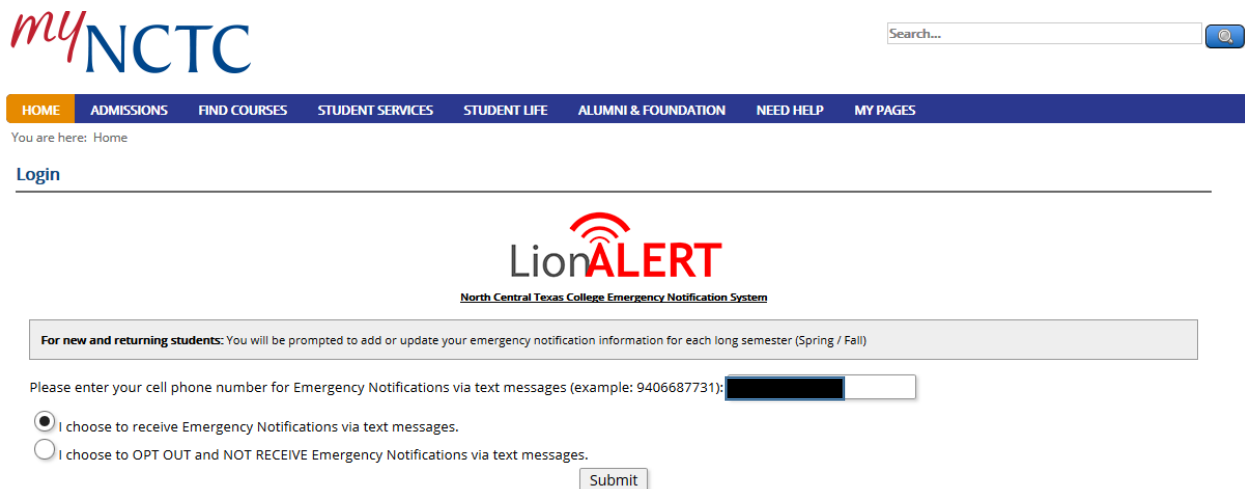 myNCTC
Search...
HOME ADMISSIONS FIND COURSES STUDENT SERVICES STUDENT LIFE ALUMNI & FOUNDATION NEED HELP MY PAGES
You are here: Home
Login
LionALERT
North Central Texas College Emergency Notification System
For new and returning students: You will be prompted to add or update your emergency notification information for each long semester (Spring / Fall)
Please enter your cell phone number for Emergency Notifications via text messages (example: 9406687731):
I choose to receive Emergency Notifications via text messages.
I choose to OPT OUT and NOT RECEIVE Emergency Notifications via text messages.
Submit